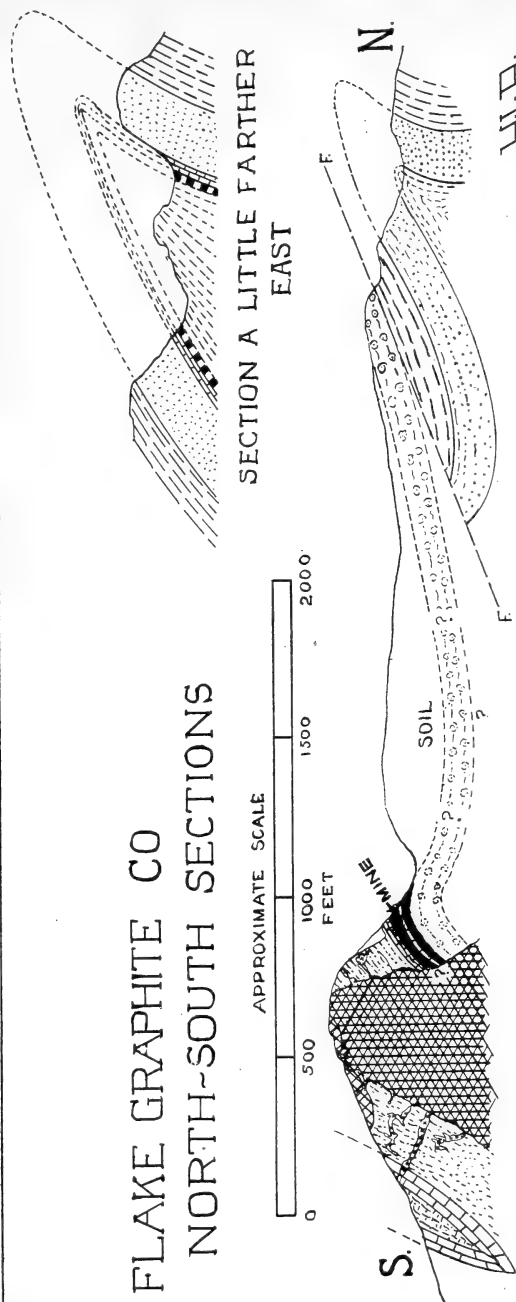 FLAKE GRAPHITE CO
NORTH-SOUTH SECTIONS
APPROXIMATE SCALE
0 500 1000 1500 2000
FEET
SECTION A LITTLE FARTHER
EAST
S.
MINE
?
SOIL
?
?
?
F.
F.
N.